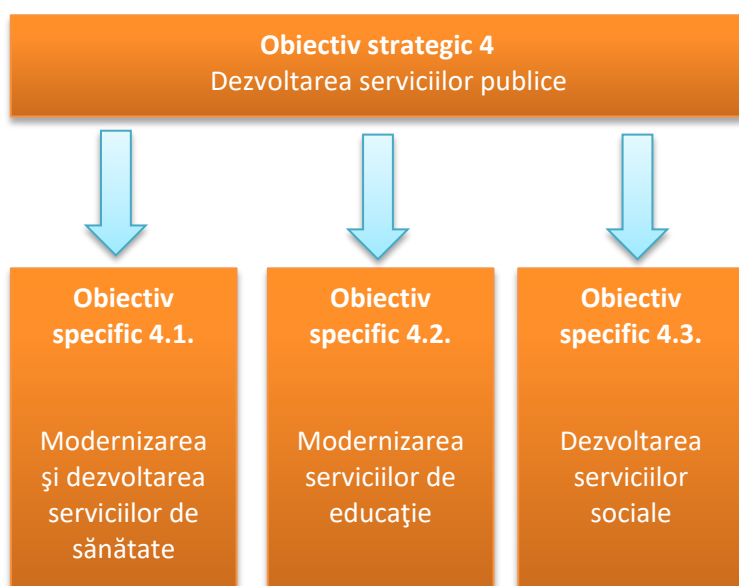 Obiectiv strategic 4
Dezvoltarea serviciilor publice
Obiectiv
specific 4.1.
Modernizarea
şi dezvoltarea
serviciilor de
sănătate
Obiectiv
specific 4.2.
Modernizarea
serviciilor de
educaţie
Obiectiv
specific 4.3.
Dezvoltarea
serviciilor
sociale